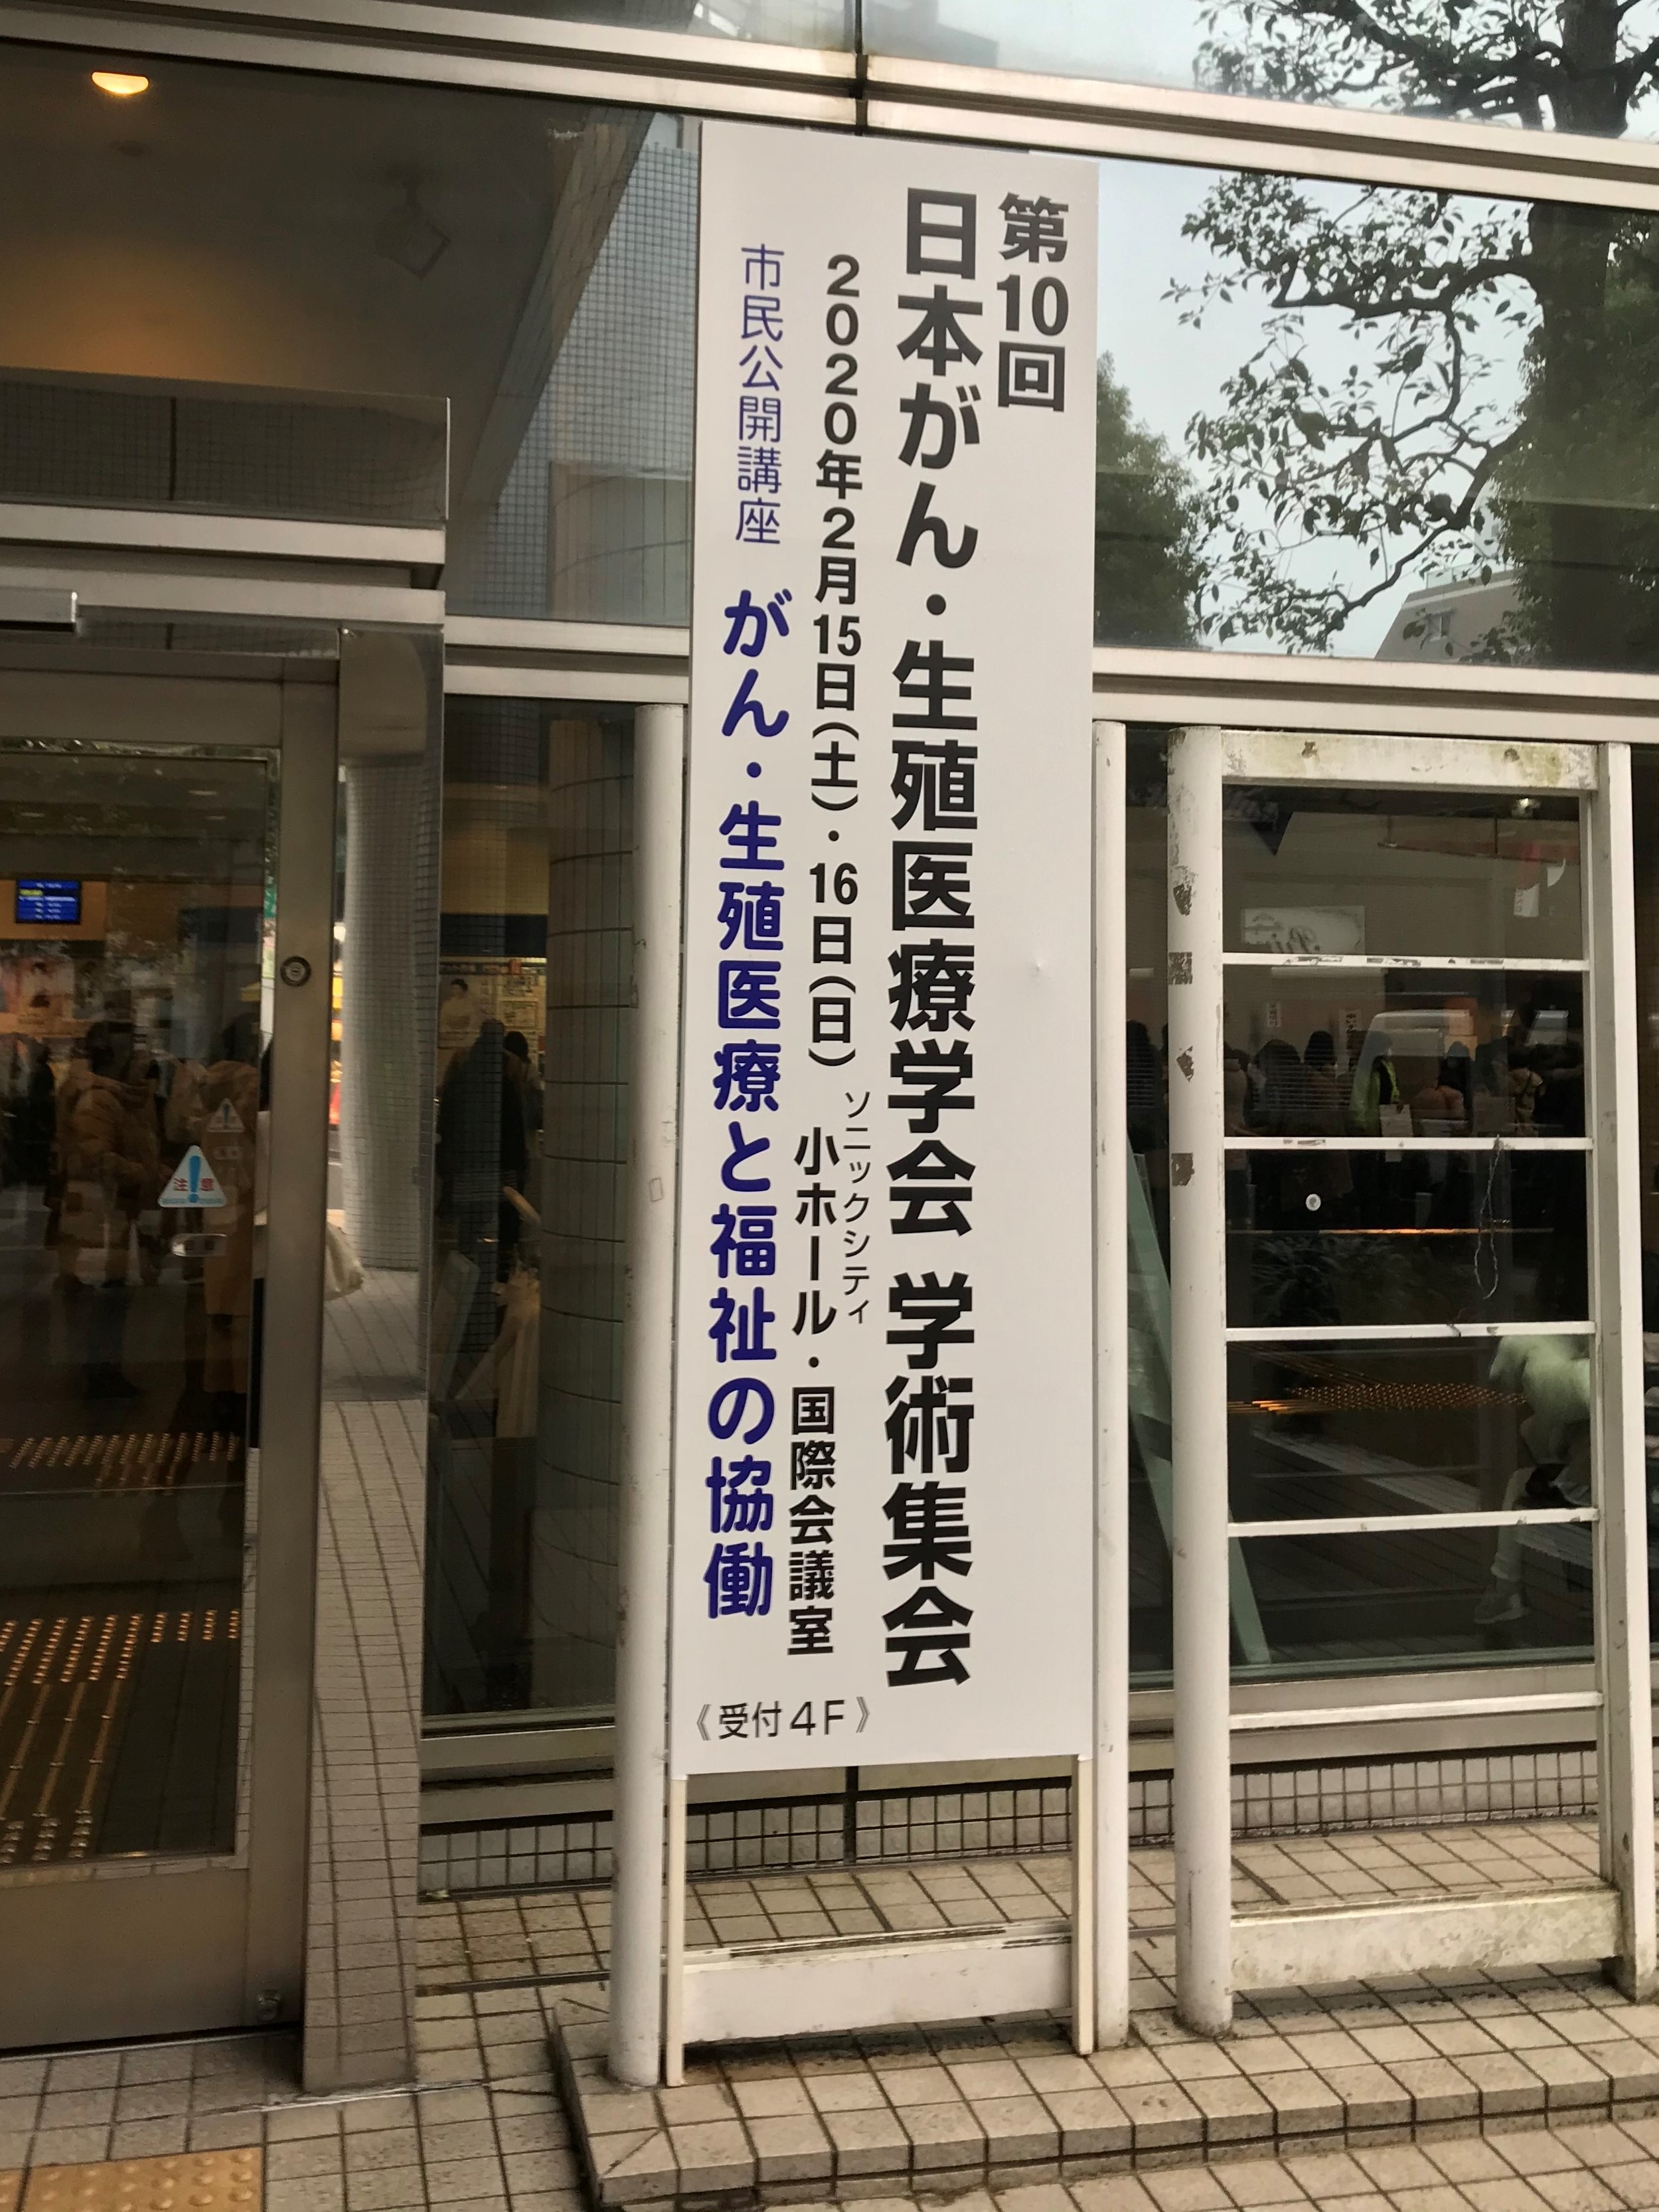 第10回
日本がん・生殖医療学会 学術集会
2020年2月15日(土)・16日(日) ソニックシティ 小ホール・国際会議室
市民公開講座 がん・生殖医療と福祉の協働
《受付4F》
注意